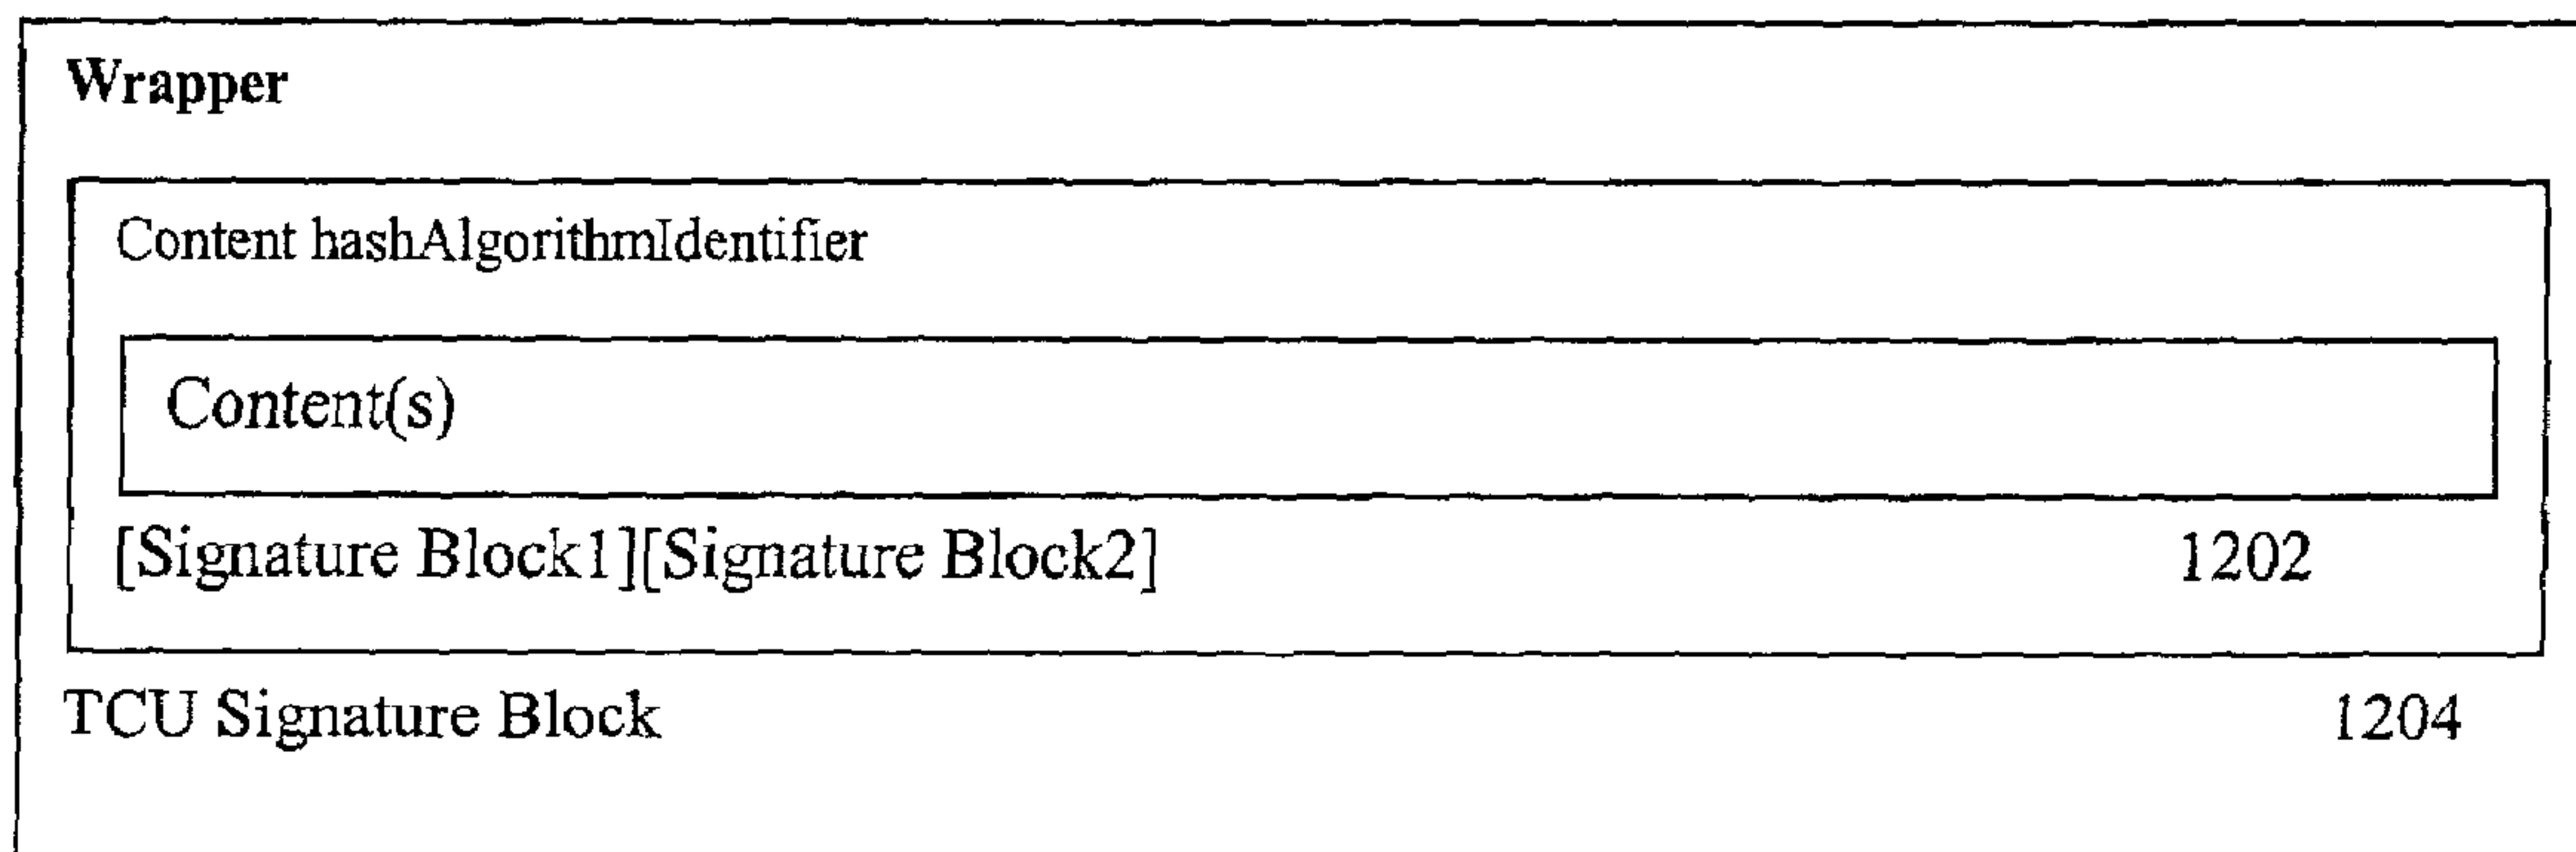 Wrapper
Content hashAlgorithmIdentifier
Content(s)
[Signature Block1][Signature Block2] 1202
TCU Signature Block 1204